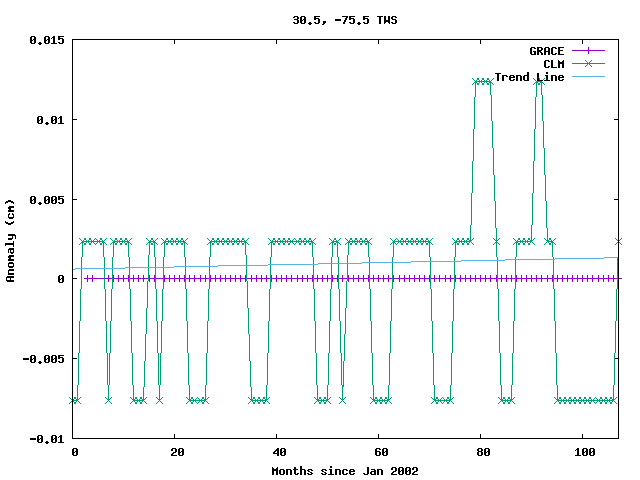 30.5, -75.5 TWS
GRACE
CLM
Trend Line
0.015
0.01
0.005
0
-0.005
-0.01
Anomaly (cm)
0 20 40 60 80 100
Months since Jan 2002